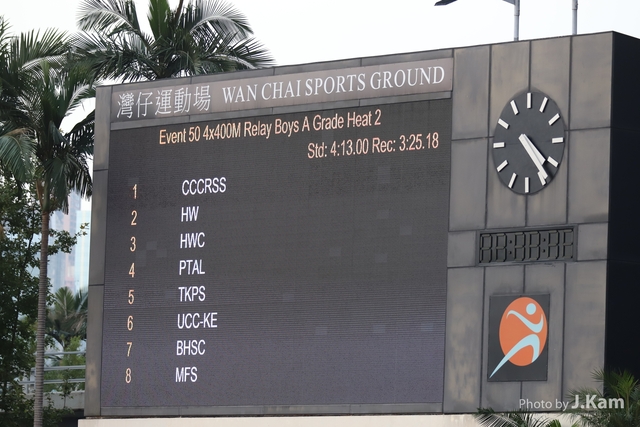 灣仔運動場 WAN CHAI SPORTS GROUND
Event 50 4x400M Relay Boys A Grade Heat 2
Std: 4:13.00 Rec: 3:25.18
1 CCCRSS
2 HW
3 HWC
4 PTAL
5 TKPS
6 UCC-KE
7 BHSC
8 MFS
Photo by J.Kam